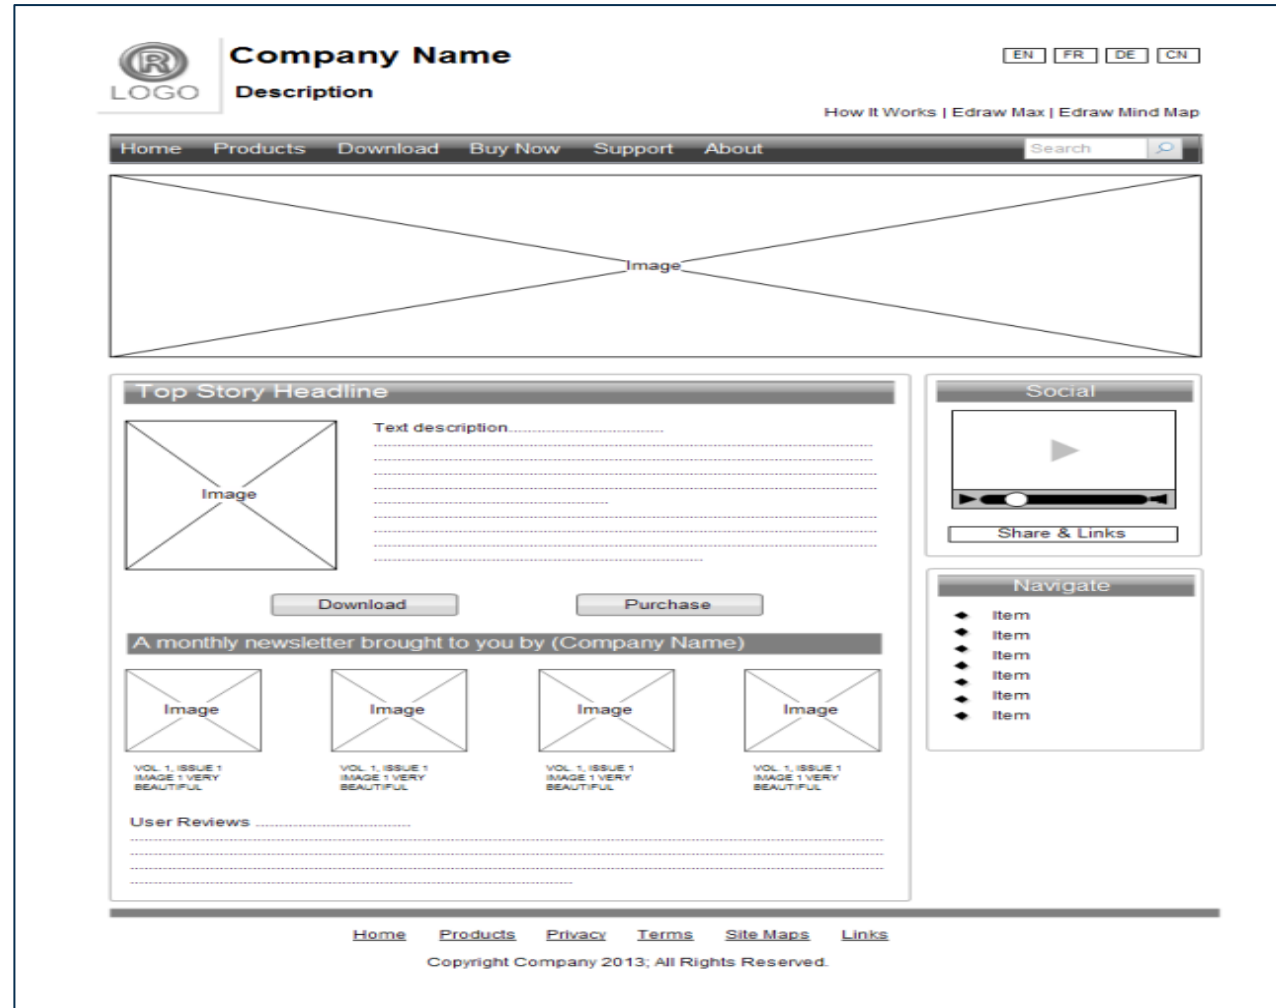 ®
LOGO
Company Name
Description
EN FR DE CN
How It Works | Edraw Max | Edraw Mind Map
Home Products Download Buy Now Support About Search
Image
Top Story Headline
Image
Text description
Download Purchase
A monthly newsletter brought to you by (Company Name)
Image Image Image Image
VOL. 1, ISSUE 1
IMAGE 1 VERY
BEAUTIFUL
VOL. 1, ISSUE 1
IMAGE 1 VERY
BEAUTIFUL
VOL. 1, ISSUE 1
IMAGE 1 VERY
BEAUTIFUL
VOL. 1, ISSUE 1
IMAGE 1 VERY
BEAUTIFUL
User Reviews
Social
Share & Links
Navigate
Item
Item
Item
Item
Item
Item
Home Products Privacy Terms Site Maps Links
Copyright Company 2013; All Rights Reserved.